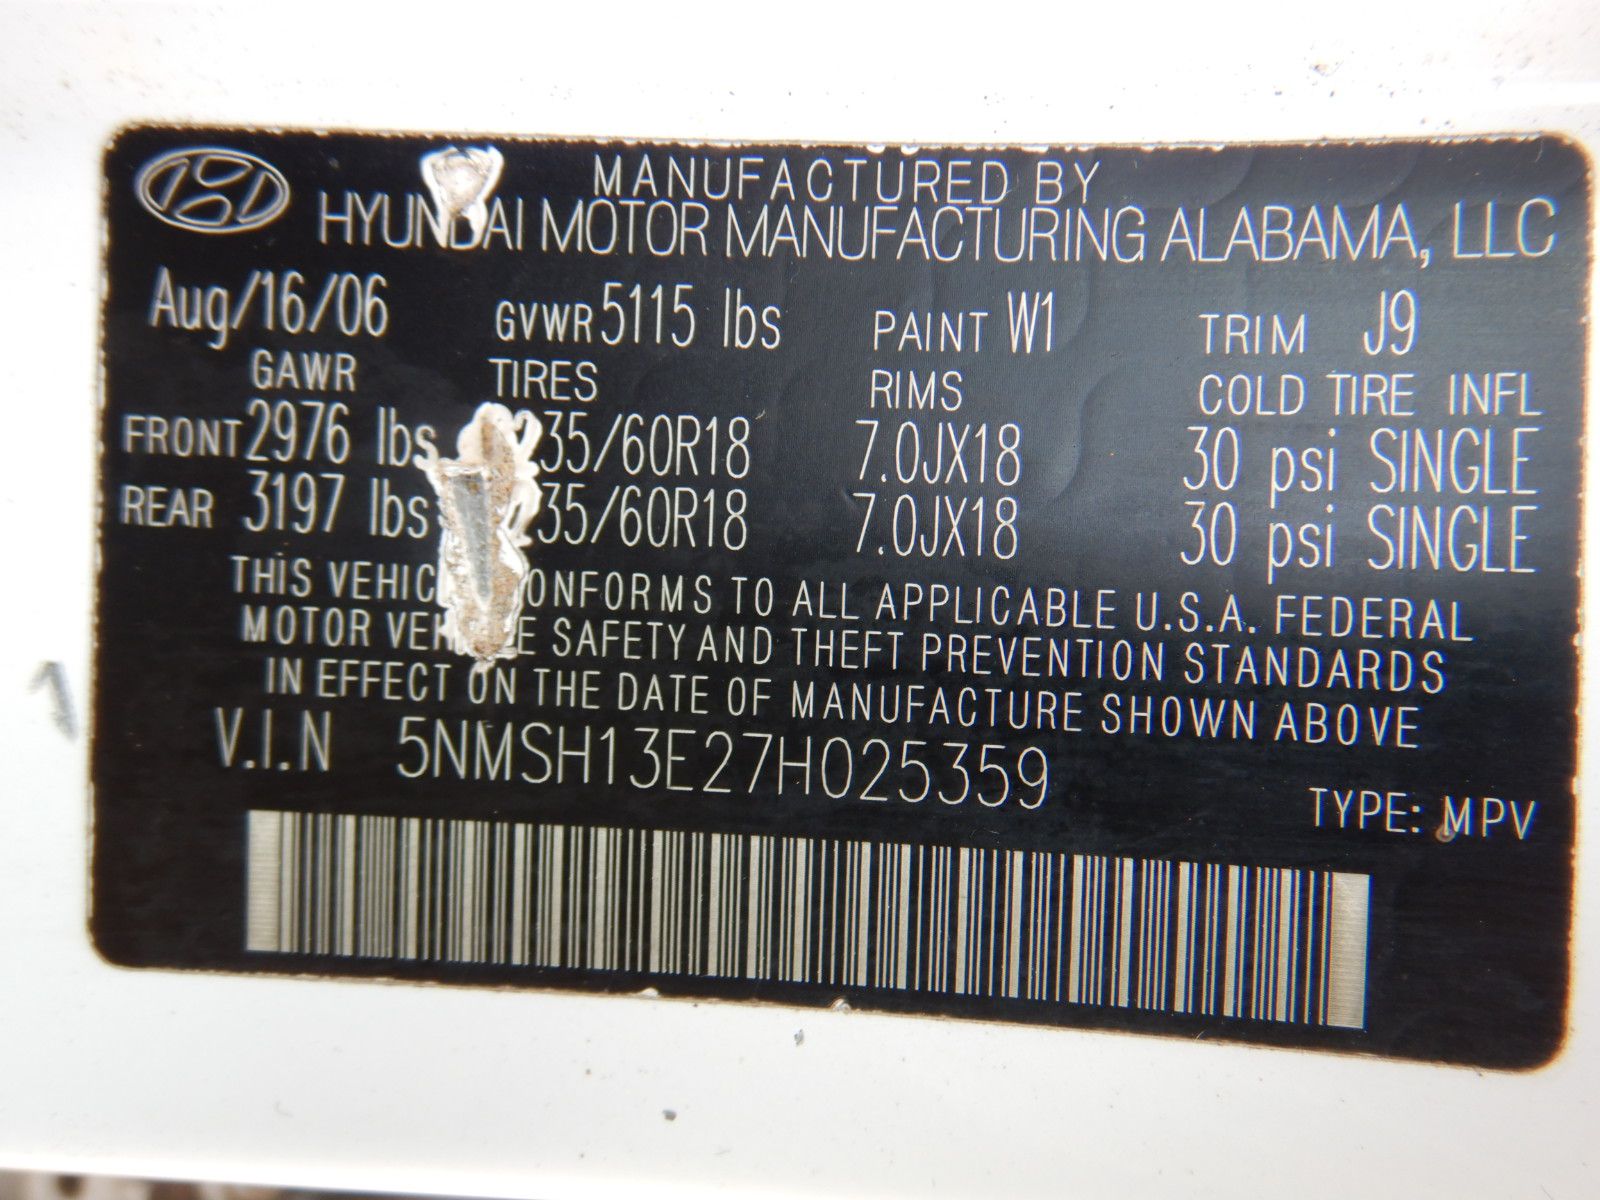 MANUFACTURED BY
HYUNDAI MOTOR MANUFACTURING ALABAMA, LLC
Aug/16/06 GVWR 5115 lbs PAINT W1 TRIM J9
GAWR TIRES RIMS COLD TIRE INFL
FRONT 2976 lbs 35/60R18 7.0JX18 30 psi SINGLE
REAR 3197 lbs 35/60R18 7.0JX18 30 psi SINGLE
THIS VEHIC ONFORMS TO ALL APPLICABLE U.S.A. FEDERAL
MOTOR VEHICLE SAFETY AND THEFT PREVENTION STANDARDS
IN EFFECT ON THE DATE OF MANUFACTURE SHOWN ABOVE
V.I.N 5NMSH13E27H025359
TYPE: MPV
1